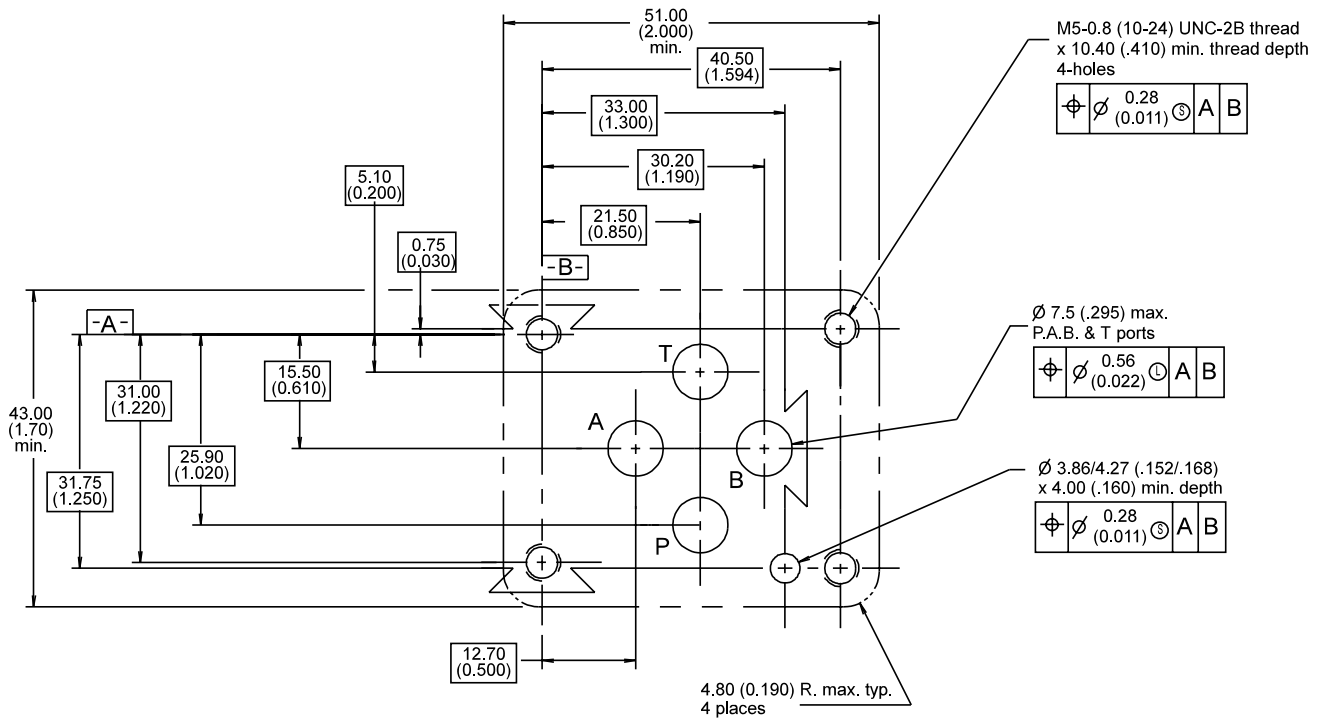 51.00
(2.000)
min.
40.50
(1.594)
33.00
(1.300)
30.20
(1.190)
21.50
(0.850)
5.10
(0.200)
0.75
(0.030)
-B-
-A-
M5-0.8 (10-24) UNC-2B thread
x 10.40 (.410) min. thread depth
4-holes
⌖ ⌀ 0.28 (0.011) Ⓢ A B
T
A
B
P
15.50
(0.610)
31.00
(1.220)
43.00
(1.70)
min.
25.90
(1.020)
31.75
(1.250)
Ø 7.5 (.295) max.
P.A.B. & T ports
⌖ ⌀ 0.56 (0.022) Ⓛ A B
Ø 3.86/4.27 (.152/.168)
x 4.00 (.160) min. depth
⌖ ⌀ 0.28 (0.011) Ⓢ A B
12.70
(0.500)
4.80 (0.190) R. max. typ.
4 places